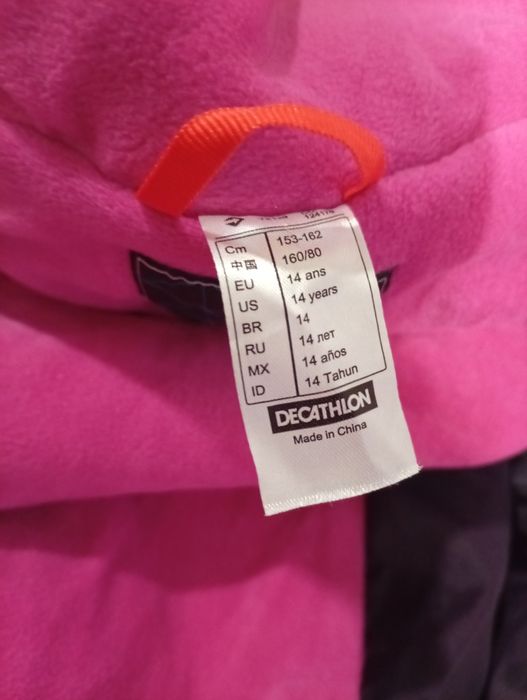 Cm 153-162
中国 160/80
EU 14 ans
US 14 years
BR 14
RU 14 лет
MX 14 años
ID 14 Tahun
DECATHLON
Made in China